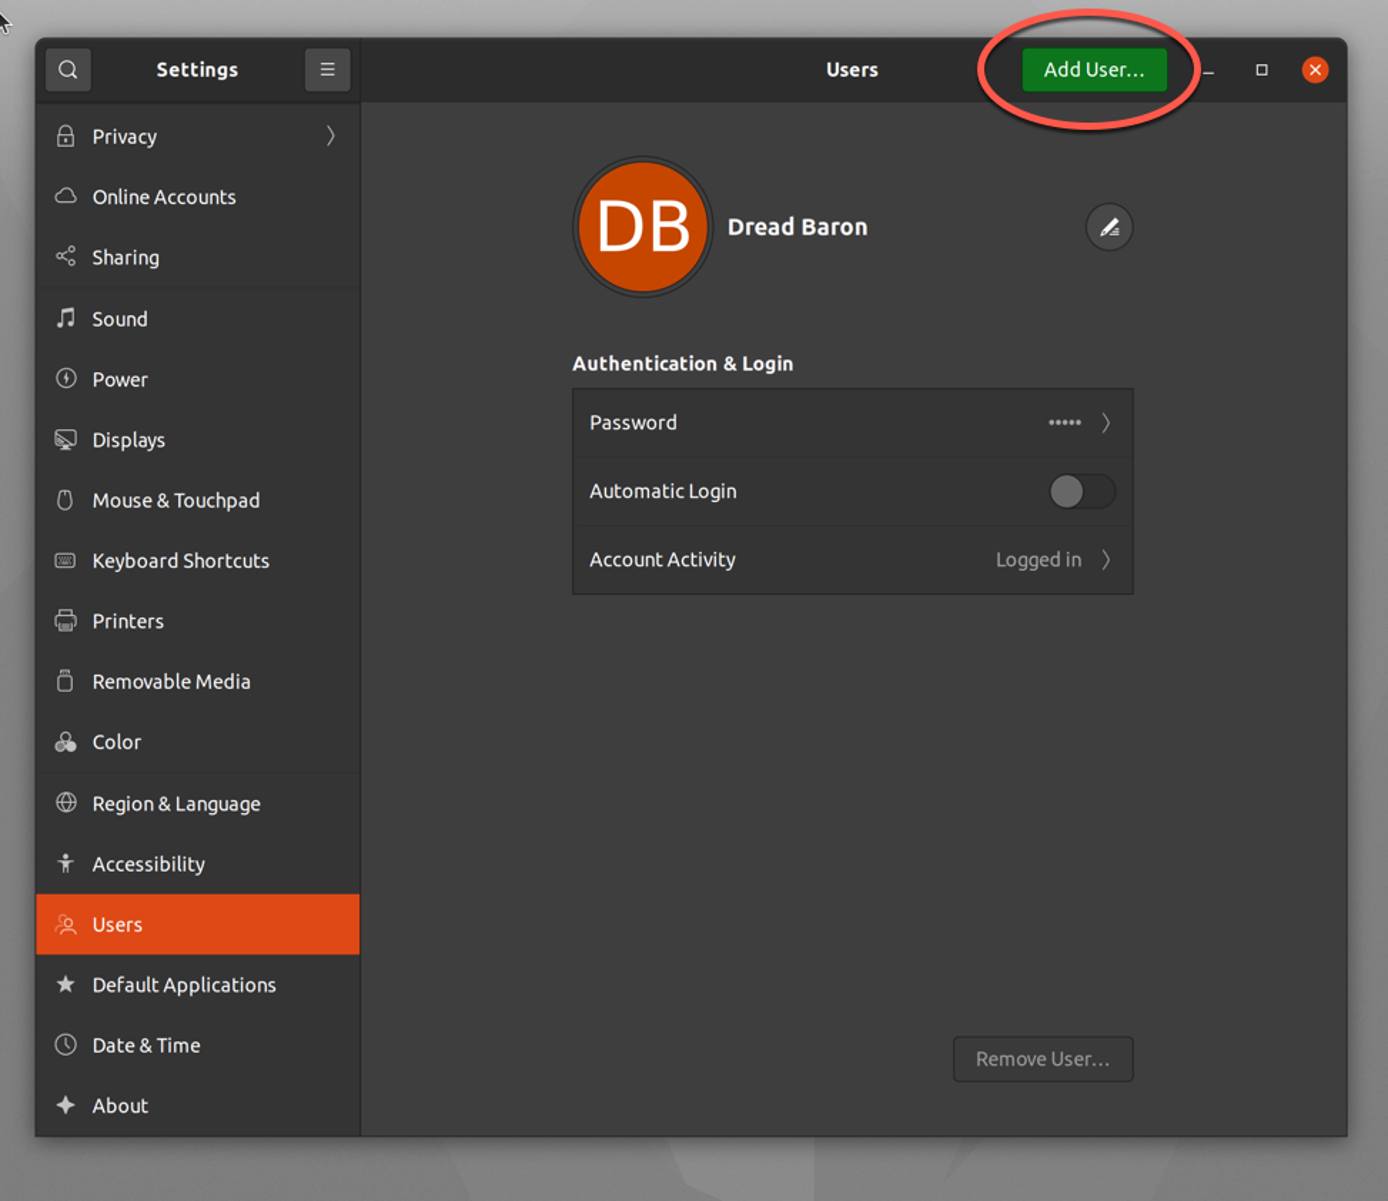 Settings
Users
Add User...
Privacy
Online Accounts
Sharing
Sound
Power
Displays
Mouse & Touchpad
Keyboard Shortcuts
Printers
Removable Media
Color
Region & Language
Accessibility
Users
Default Applications
Date & Time
About
DB
Dread Baron
Authentication & Login
Password •••••
Automatic Login
Account Activity Logged in
Remove User...